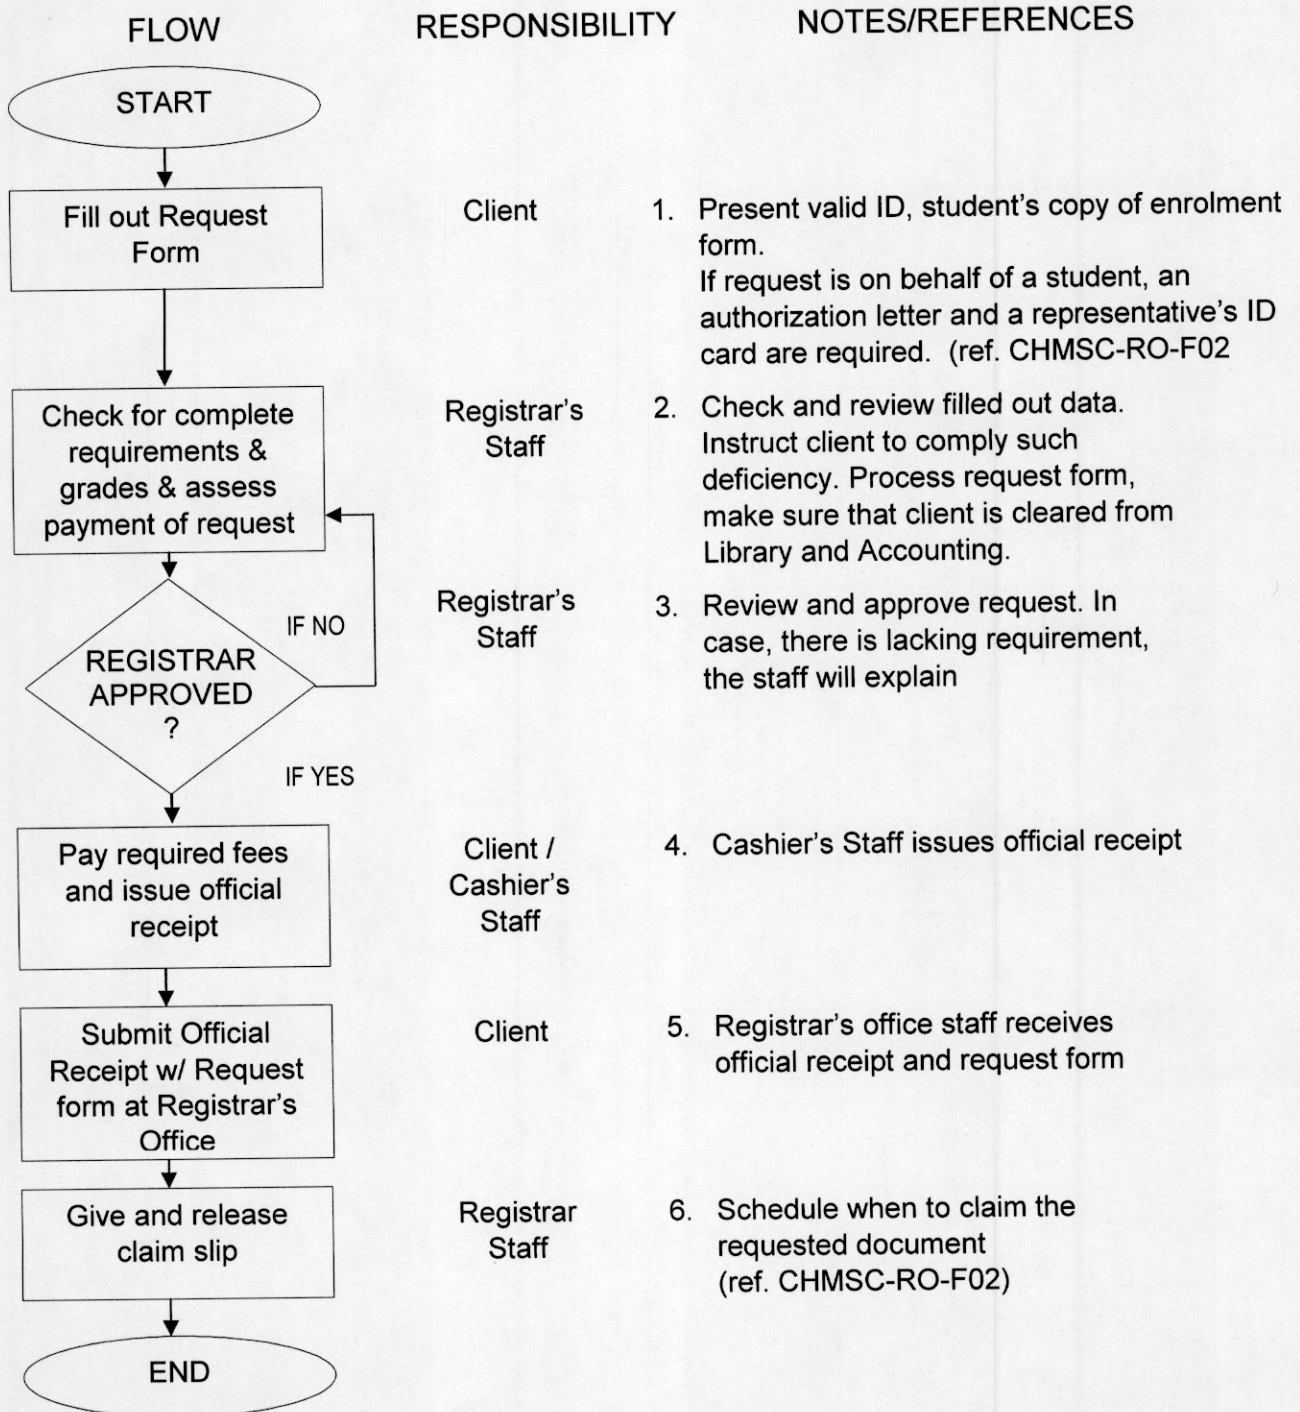 FLOW RESPONSIBILITY NOTES/REFERENCES
START
Fill out Request
Form
Client
1. Present valid ID, student's copy of enrolment
form.
If request is on behalf of a student, an
authorization letter and a representative's ID
card are required. (ref. CHMSC-RO-F02
Check for complete
requirements &
grades & assess
payment of request
Registrar's
Staff
2. Check and review filled out data.
Instruct client to comply such
deficiency. Process request form,
make sure that client is cleared from
Library and Accounting.
REGISTRAR
APPROVED
?
IF NO
IF YES
Registrar's
Staff
3. Review and approve request. In
case, there is lacking requirement,
the staff will explain
Pay required fees
and issue official
receipt
Client /
Cashier's
Staff
4. Cashier's Staff issues official receipt
Submit Official
Receipt w/ Request
form at Registrar's
Office
Client
5. Registrar's office staff receives
official receipt and request form
Give and release
claim slip
Registrar
Staff
6. Schedule when to claim the
requested document
(ref. CHMSC-RO-F02)
END